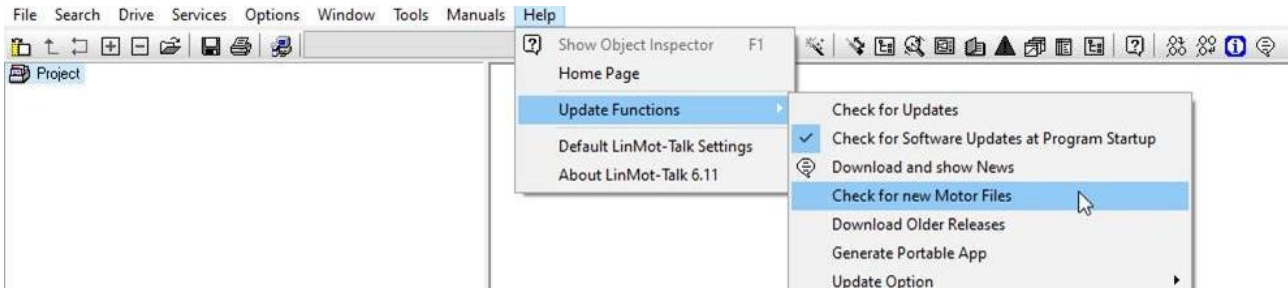 File Search Drive Services Options Window Tools Manuals Help
Project
Show Object Inspector F1
Home Page
Update Functions
Default LinMot-Talk Settings
About LinMot-Talk 6.11
Check for Updates
Check for Software Updates at Program Startup
Download and show News
Check for new Motor Files
Download Older Releases
Generate Portable App
Update Option